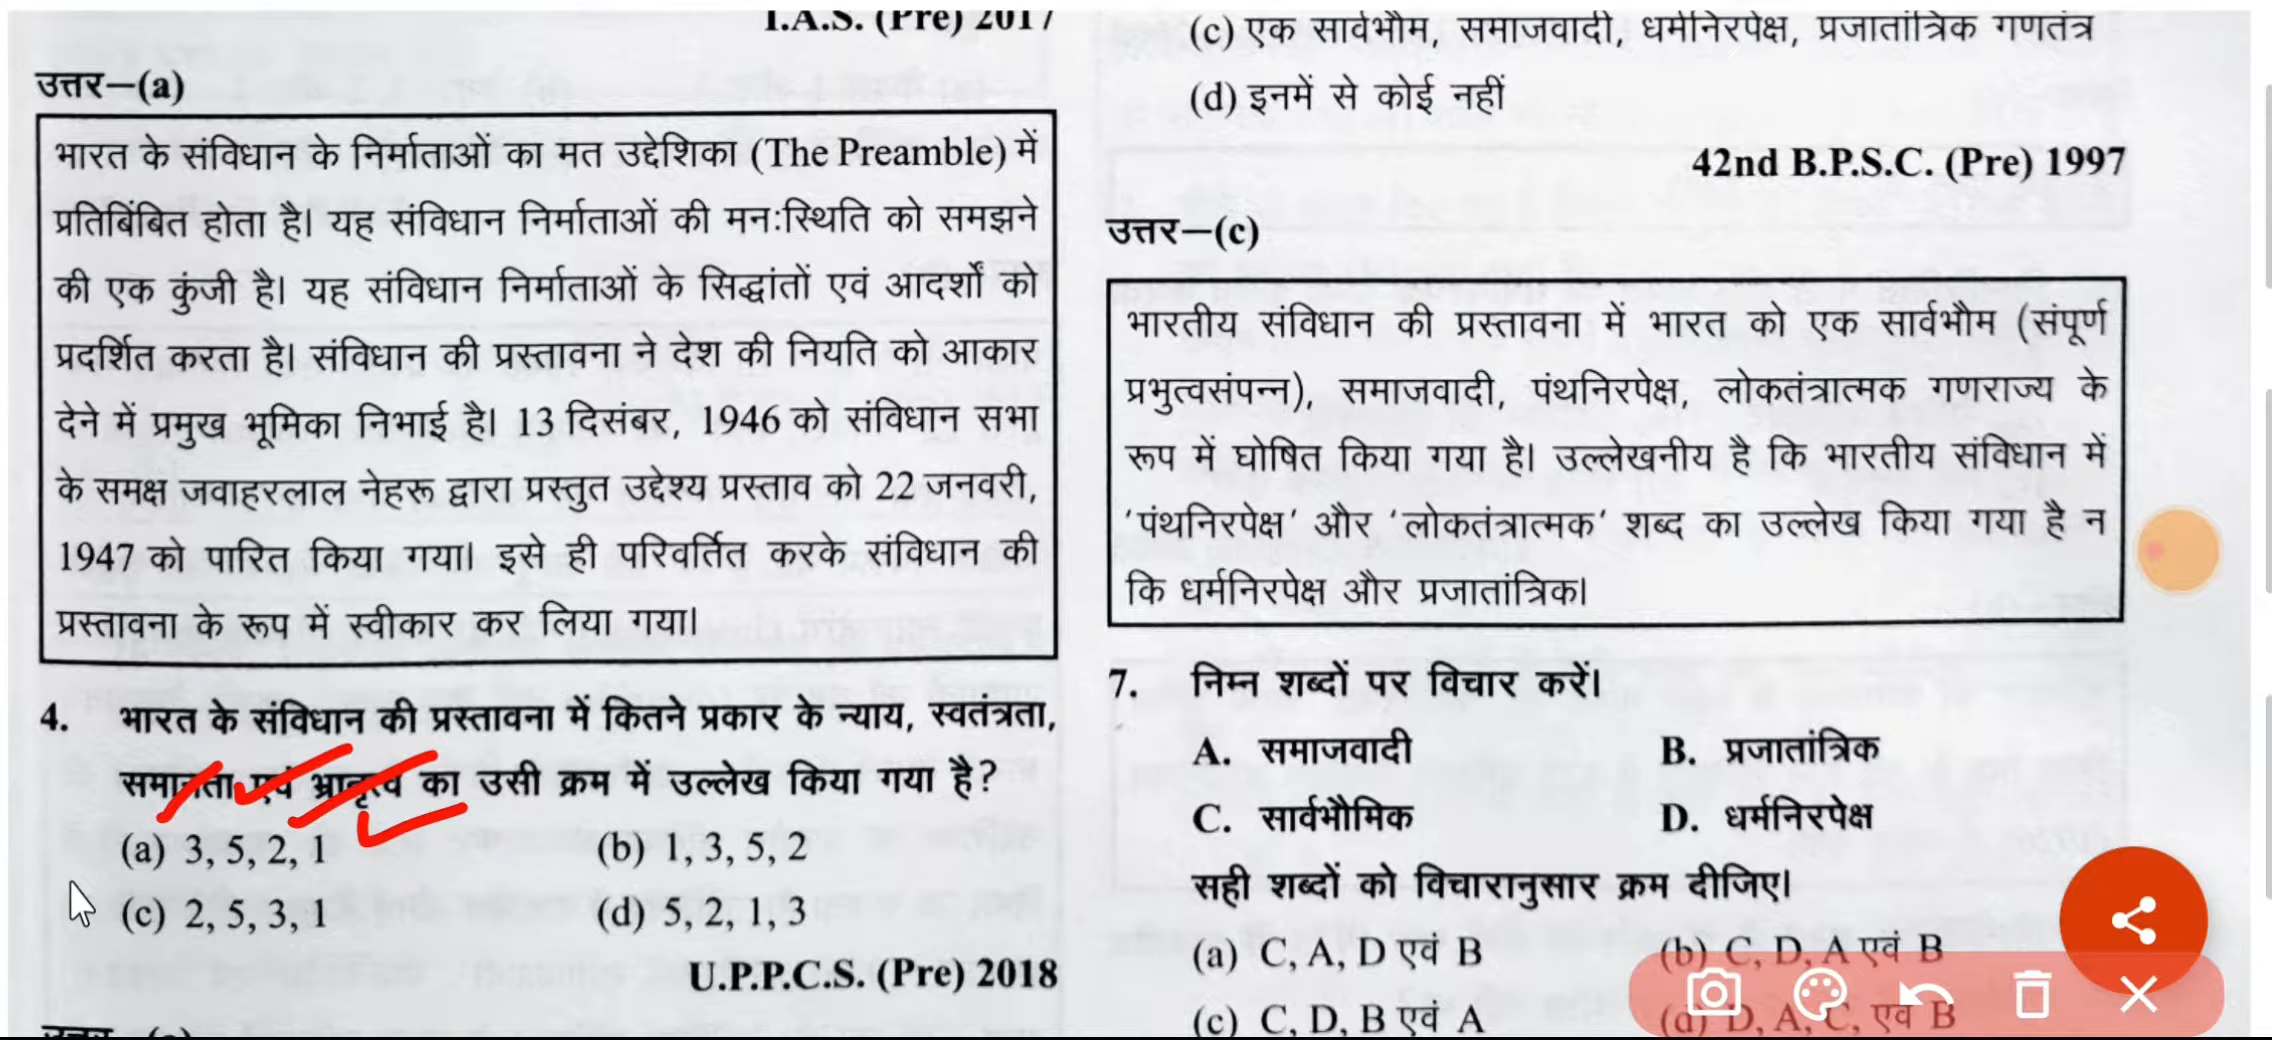 I.A.S. (Pre) 2017
उत्तर–(a)
भारत के संविधान के निर्माताओं का मत उद्देशिका (The Preamble) में
प्रतिबिंबित होता है। यह संविधान निर्माताओं की मन:स्थिति को समझने
की एक कुंजी है। यह संविधान निर्माताओं के सिद्धांतों एवं आदर्शों को
प्रदर्शित करता है। संविधान की प्रस्तावना ने देश की नियति को आकार
देने में प्रमुख भूमिका निभाई है। 13 दिसंबर, 1946 को संविधान सभा
के समक्ष जवाहरलाल नेहरू द्वारा प्रस्तुत उद्देश्य प्रस्ताव को 22 जनवरी,
1947 को पारित किया गया। इसे ही परिवर्तित करके संविधान की
प्रस्तावना के रूप में स्वीकार कर लिया गया।
4. भारत के संविधान की प्रस्तावना में कितने प्रकार के न्याय, स्वतंत्रता,
समानता एवं भ्रातृत्व का उसी क्रम में उल्लेख किया गया है?
(a) 3, 5, 2, 1 (b) 1, 3, 5, 2
(c) 2, 5, 3, 1 (d) 5, 2, 1, 3
U.P.P.C.S. (Pre) 2018
(c) एक सार्वभौम, समाजवादी, धर्मनिरपेक्ष, प्रजातांत्रिक गणतंत्र
(d) इनमें से कोई नहीं
42nd B.P.S.C. (Pre) 1997
उत्तर–(c)
भारतीय संविधान की प्रस्तावना में भारत को एक सार्वभौम (संपूर्ण
प्रभुत्वसंपन्न), समाजवादी, पंथनिरपेक्ष, लोकतंत्रात्मक गणराज्य के
रूप में घोषित किया गया है। उल्लेखनीय है कि भारतीय संविधान में
‘पंथनिरपेक्ष’ और ‘लोकतंत्रात्मक’ शब्द का उल्लेख किया गया है न
कि धर्मनिरपेक्ष और प्रजातांत्रिक।
7. निम्न शब्दों पर विचार करें।
A. समाजवादी B. प्रजातांत्रिक
C. सार्वभौमिक D. धर्मनिरपेक्ष
सही शब्दों को विचारानुसार क्रम दीजिए।
(a) C, A, D एवं B (b) C, D, A एवं B
(c) C, D, B एवं A (d) D, A, C, एवं B